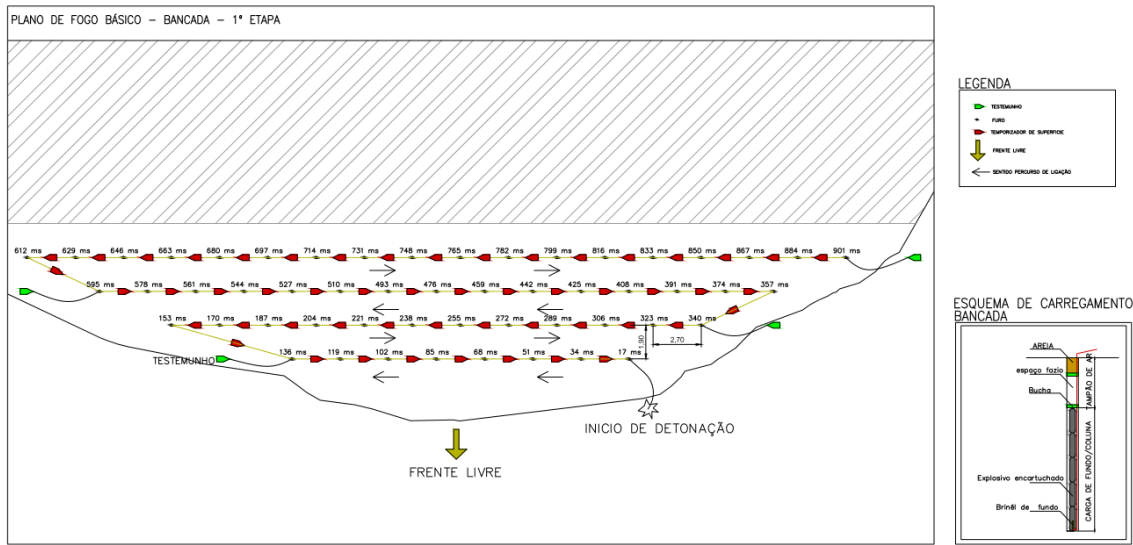 PLANO DE FOGO BÁSICO – BANCADA – 1ª ETAPA
612 ms 629 ms 646 ms 663 ms 680 ms 697 ms 714 ms 731 ms 748 ms 765 ms 782 ms 799 ms 816 ms 833 ms 850 ms 867 ms 884 ms 901 ms
595 ms 578 ms 561 ms 544 ms 527 ms 510 ms 493 ms 476 ms 459 ms 442 ms 425 ms 408 ms 391 ms 374 ms 357 ms
153 ms 170 ms 187 ms 204 ms 221 ms 238 ms 255 ms 272 ms 289 ms 306 ms 323 ms 340 ms
1,90
2,70
TESTEMUNHO
136 ms 119 ms 102 ms 85 ms 68 ms 51 ms 34 ms 17 ms
INICIO DE DETONAÇÃO
FRENTE LIVRE
LEGENDA
TESTEMUNHO
FURO
TEMPORIZADOR DE SUPERFICIE
FRENTE LIVRE
SENTIDO PERCURSO DE LIGAÇÃO
ESQUEMA DE CARREGAMENTO
BANCADA
AREIA
espaço fazio
Bucha
TAMPÃO DE AR
Explosivo encartuchado
Brinél de fundo
CARGA DE FUNDO/COLUNA